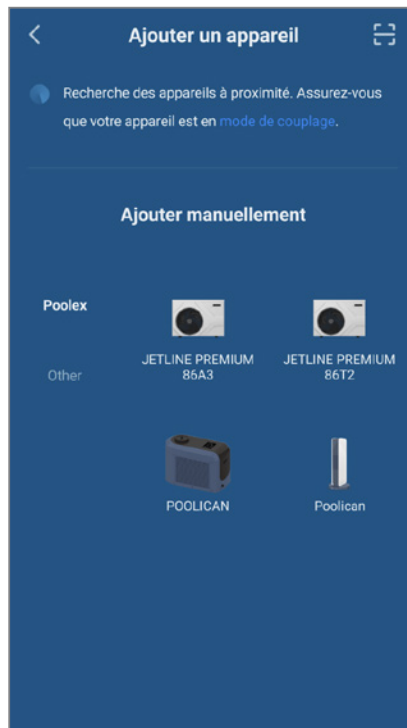 Ajouter un appareil
Recherche des appareils à proximité. Assurez-vous
que votre appareil est en mode de couplage.
Ajouter manuellement
Poolex
Other
JETLINE PREMIUM
86A3
JETLINE PREMIUM
86T2
POOLICAN
Poolican